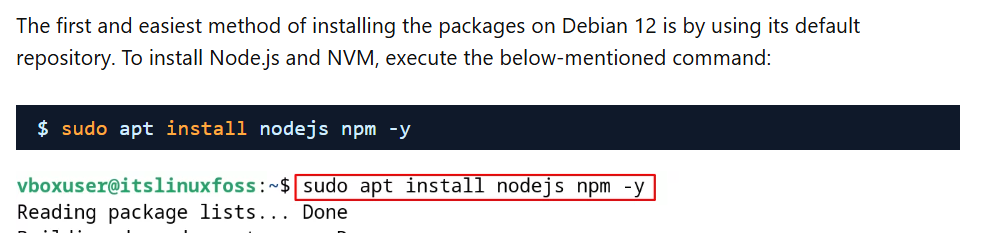 The first and easiest method of installing the packages on Debian 12 is by using its default
repository. To install Node.js and NVM, execute the below-mentioned command:
$ sudo apt install nodejs npm -y
vboxuser@itslinuxfoss:~$ sudo apt install nodejs npm -y
Reading package lists... Done